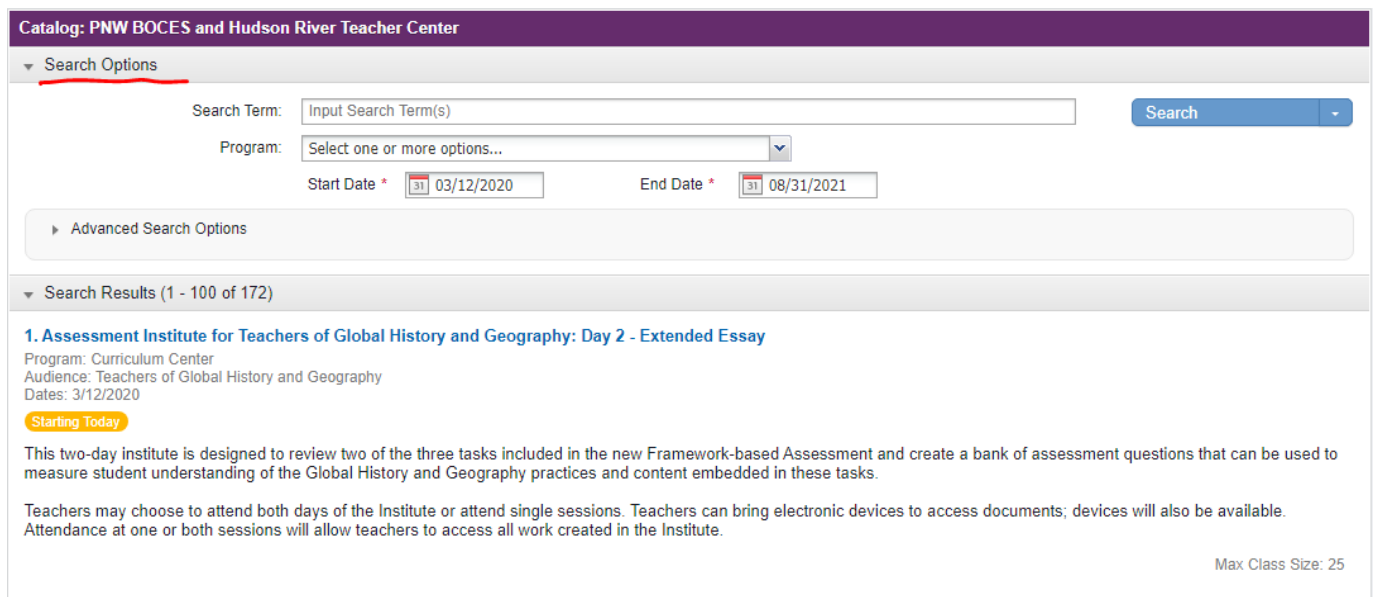 Catalog: PNW BOCES and Hudson River Teacher Center
Search Options
Search Term: Input Search Term(s) Search
Program: Select one or more options...
Start Date * 31 03/12/2020 End Date * 31 08/31/2021
Advanced Search Options
Search Results (1 - 100 of 172)
1. Assessment Institute for Teachers of Global History and Geography: Day 2 - Extended Essay
Program: Curriculum Center
Audience: Teachers of Global History and Geography
Dates: 3/12/2020
Starting Today
This two-day institute is designed to review two of the three tasks included in the new Framework-based Assessment and create a bank of assessment questions that can be used to
measure student understanding of the Global History and Geography practices and content embedded in these tasks.
Teachers may choose to attend both days of the Institute or attend single sessions. Teachers can bring electronic devices to access documents; devices will also be available.
Attendance at one or both sessions will allow teachers to access all work created in the Institute.
Max Class Size: 25